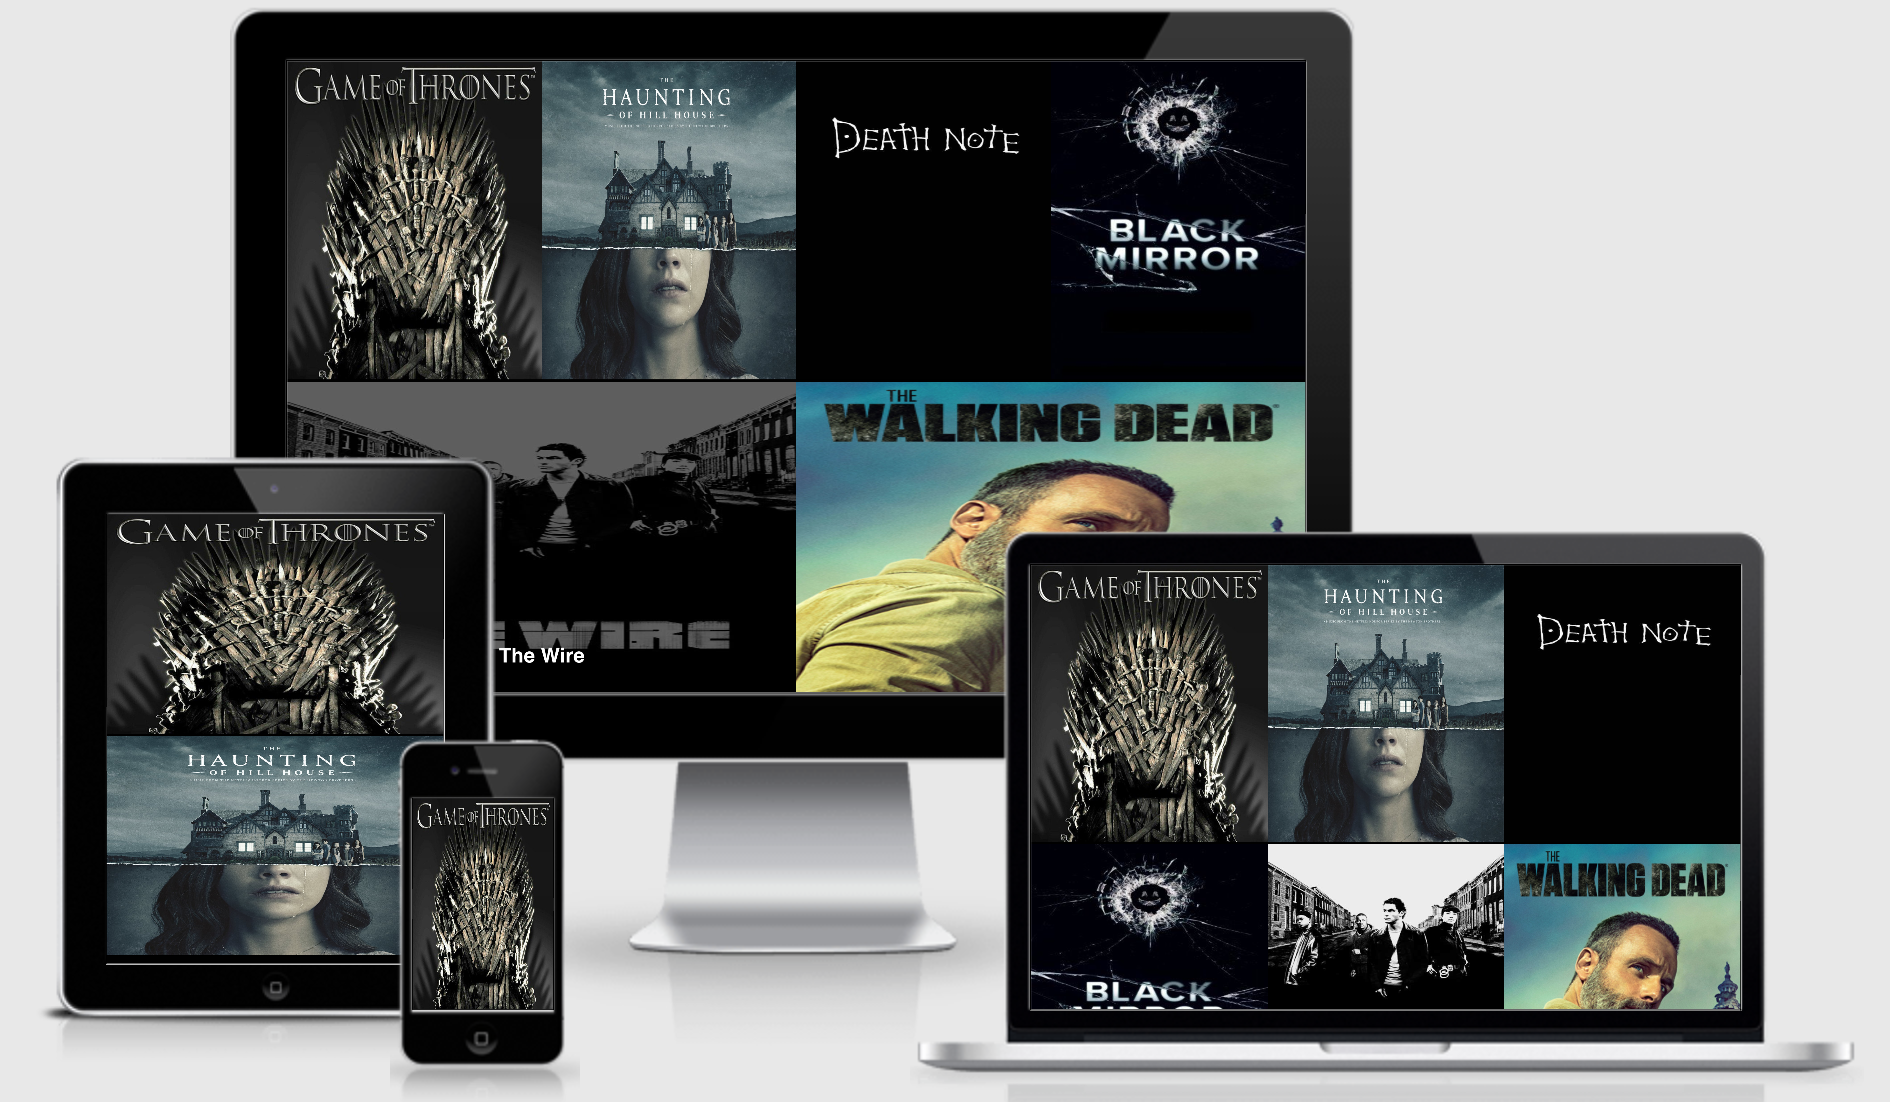 GAME OF THRONES
THE
HAUNTING
OF HILL HOUSE
DEATH NOTE
BLACK
MIRROR
WIRE
The Wire
THE
WALKING DEAD
GAME OF THRONES
THE
HAUNTING
OF HILL HOUSE
GAME OF THRONES
GAME OF THRONES
THE
HAUNTING
- OF HILL HOUSE -
DEATH NOTE
BLACK
MIRROR
THE
WALKING DEAD